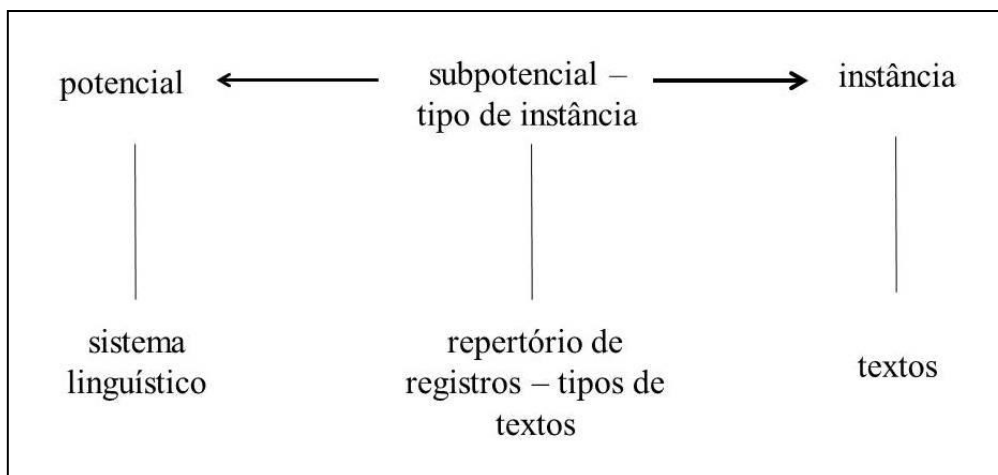 potencial
subpotencial –
tipo de instância
instância
sistema
linguístico
repertório de
registros – tipos de
textos
textos